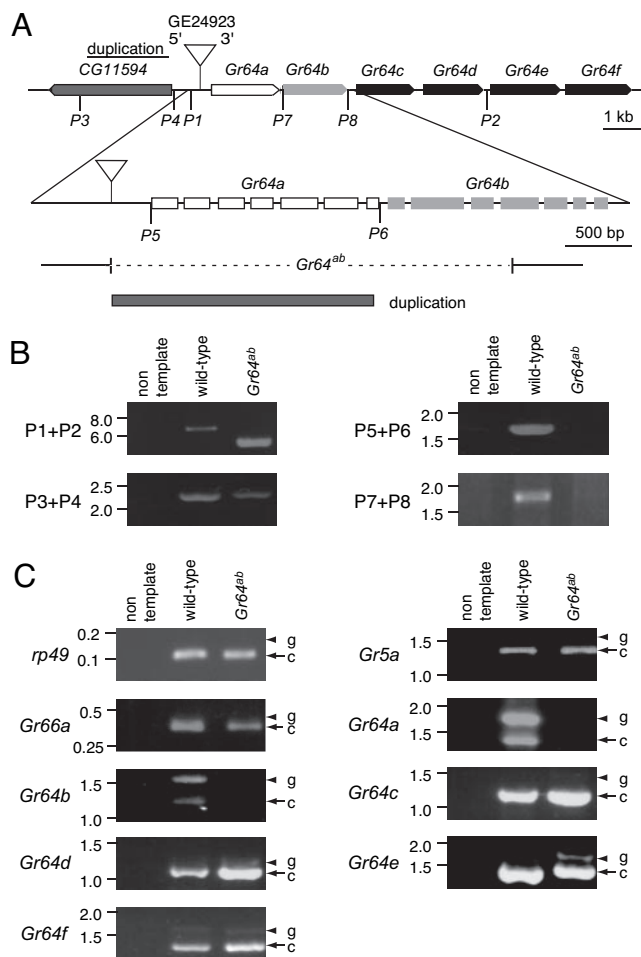 A
GE24923
5' 3'
duplication
CG11594 Gr64a Gr64b Gr64c Gr64d Gr64e Gr64f
P3 P4 P1 P7 P8 P2
1 kb
Gr64a Gr64b
P5 P6
500 bp
Gr64ab
duplication
B
non template wild-type Gr64ab
P1+P2 8.0 6.0
P3+P4 2.5 2.0
non template wild-type Gr64ab
P5+P6 2.0 1.5
P7+P8 2.0 1.5
C
non template wild-type Gr64ab
rp49 0.2 0.1 g c
Gr66a 0.5 0.25 g c
Gr64b 1.5 1.0 g c
Gr64d 1.5 1.0 g c
Gr64f 2.0 1.5 g c
non template wild-type Gr64ab
Gr5a 1.5 1.0 g c
Gr64a 2.0 1.5 g c
Gr64c 1.5 1.0 g c
Gr64e 2.0 1.5 g c